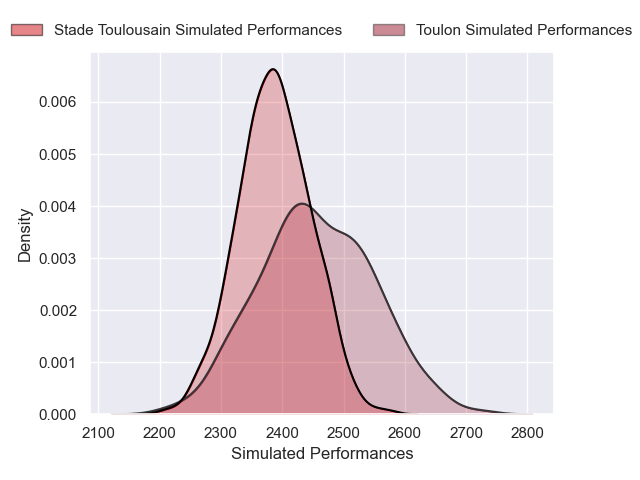 Stade Toulousain Simulated Performances Toulon Simulated Performances
0.006
0.005
0.004
0.003
0.002
0.001
0.000
Density
2100 2200 2300 2400 2500 2600 2700 2800
Simulated Performances